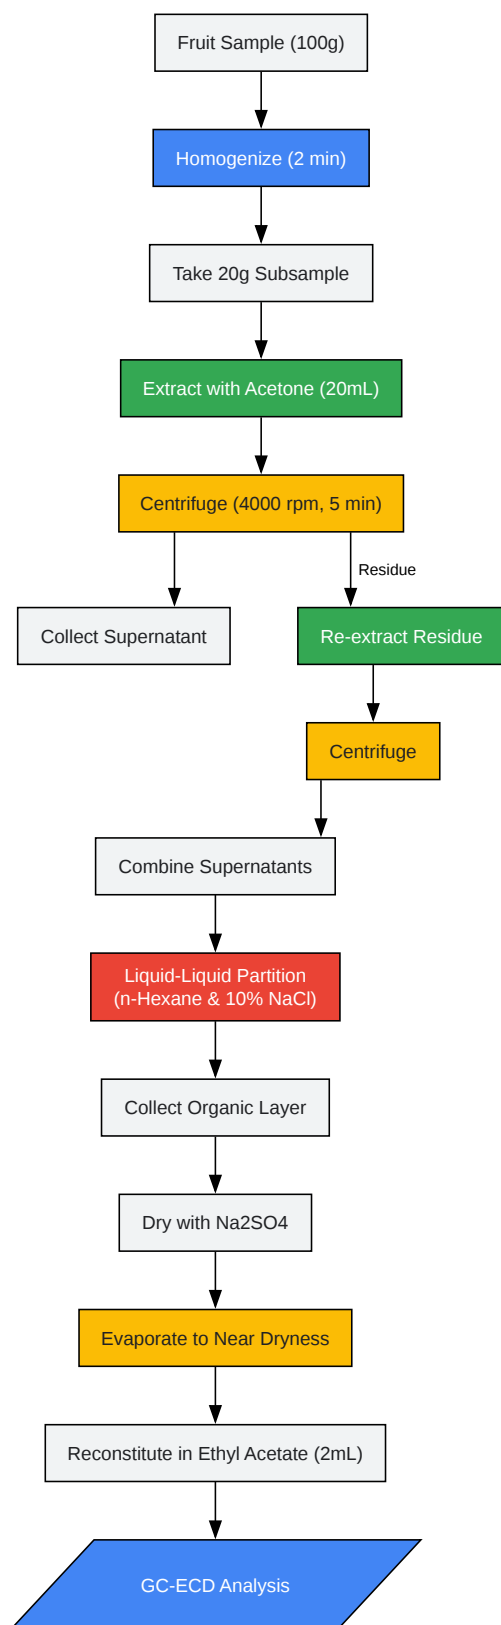 Fruit Sample (100g)
Homogenize (2 min)
Take 20g Subsample
Extract with Acetone (20mL)
Centrifuge (4000 rpm, 5 min)
Residue
Collect Supernatant
Re-extract Residue
Centrifuge
Combine Supernatants
Liquid-Liquid Partition
(n-Hexane & 10% NaCl)
Collect Organic Layer
Dry with Na2SO4
Evaporate to Near Dryness
Reconstitute in Ethyl Acetate (2mL)
GC-ECD Analysis